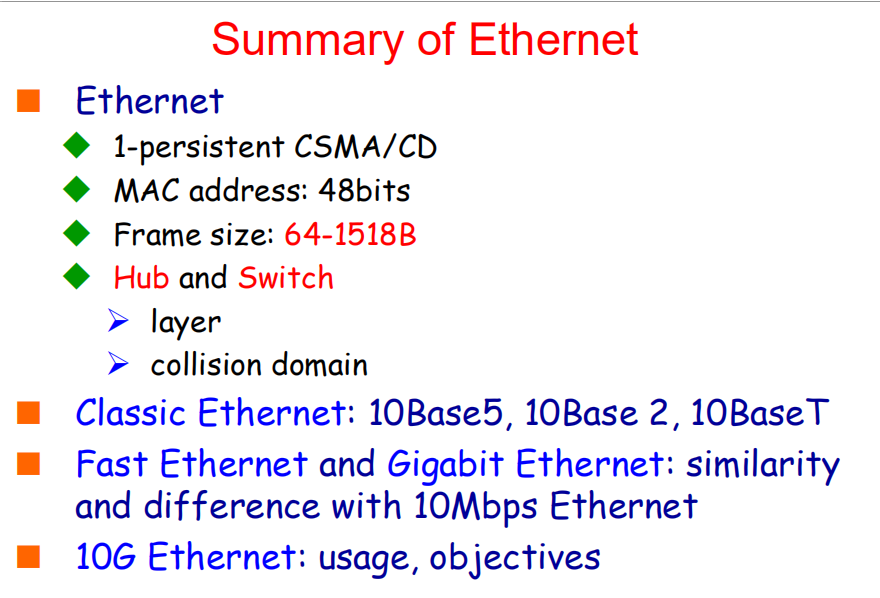 Summary of Ethernet
Ethernet
1-persistent CSMA/CD
MAC address: 48bits
Frame size: 64-1518B
Hub and Switch
layer
collision domain
Classic Ethernet: 10Base5, 10Base 2, 10BaseT
Fast Ethernet and Gigabit Ethernet: similarity
and difference with 10Mbps Ethernet
10G Ethernet: usage, objectives